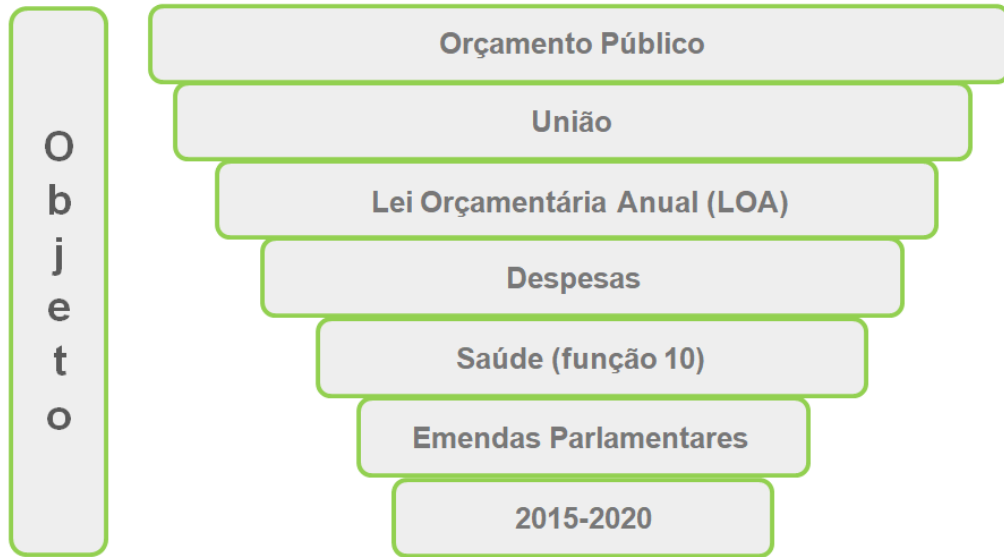 Objeto
Orçamento Público
União
Lei Orçamentária Anual (LOA)
Despesas
Saúde (função 10)
Emendas Parlamentares
2015-2020